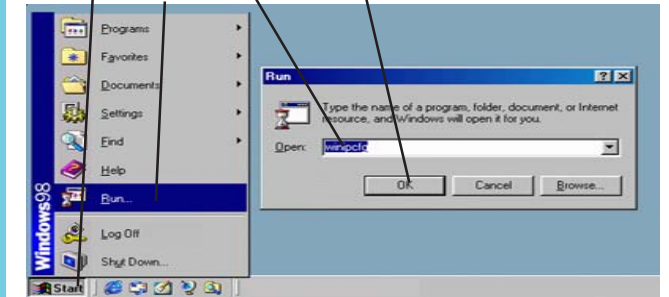 Programs
Favorites
Documents
Settings
Find
Help
Run...
Log Off
Shut Down...
Windows98
Start
Run
Type the name of a program, folder, document, or Internet
resource, and Windows will open it for you.
Open:
winipcfg
OK
Cancel
Browse...